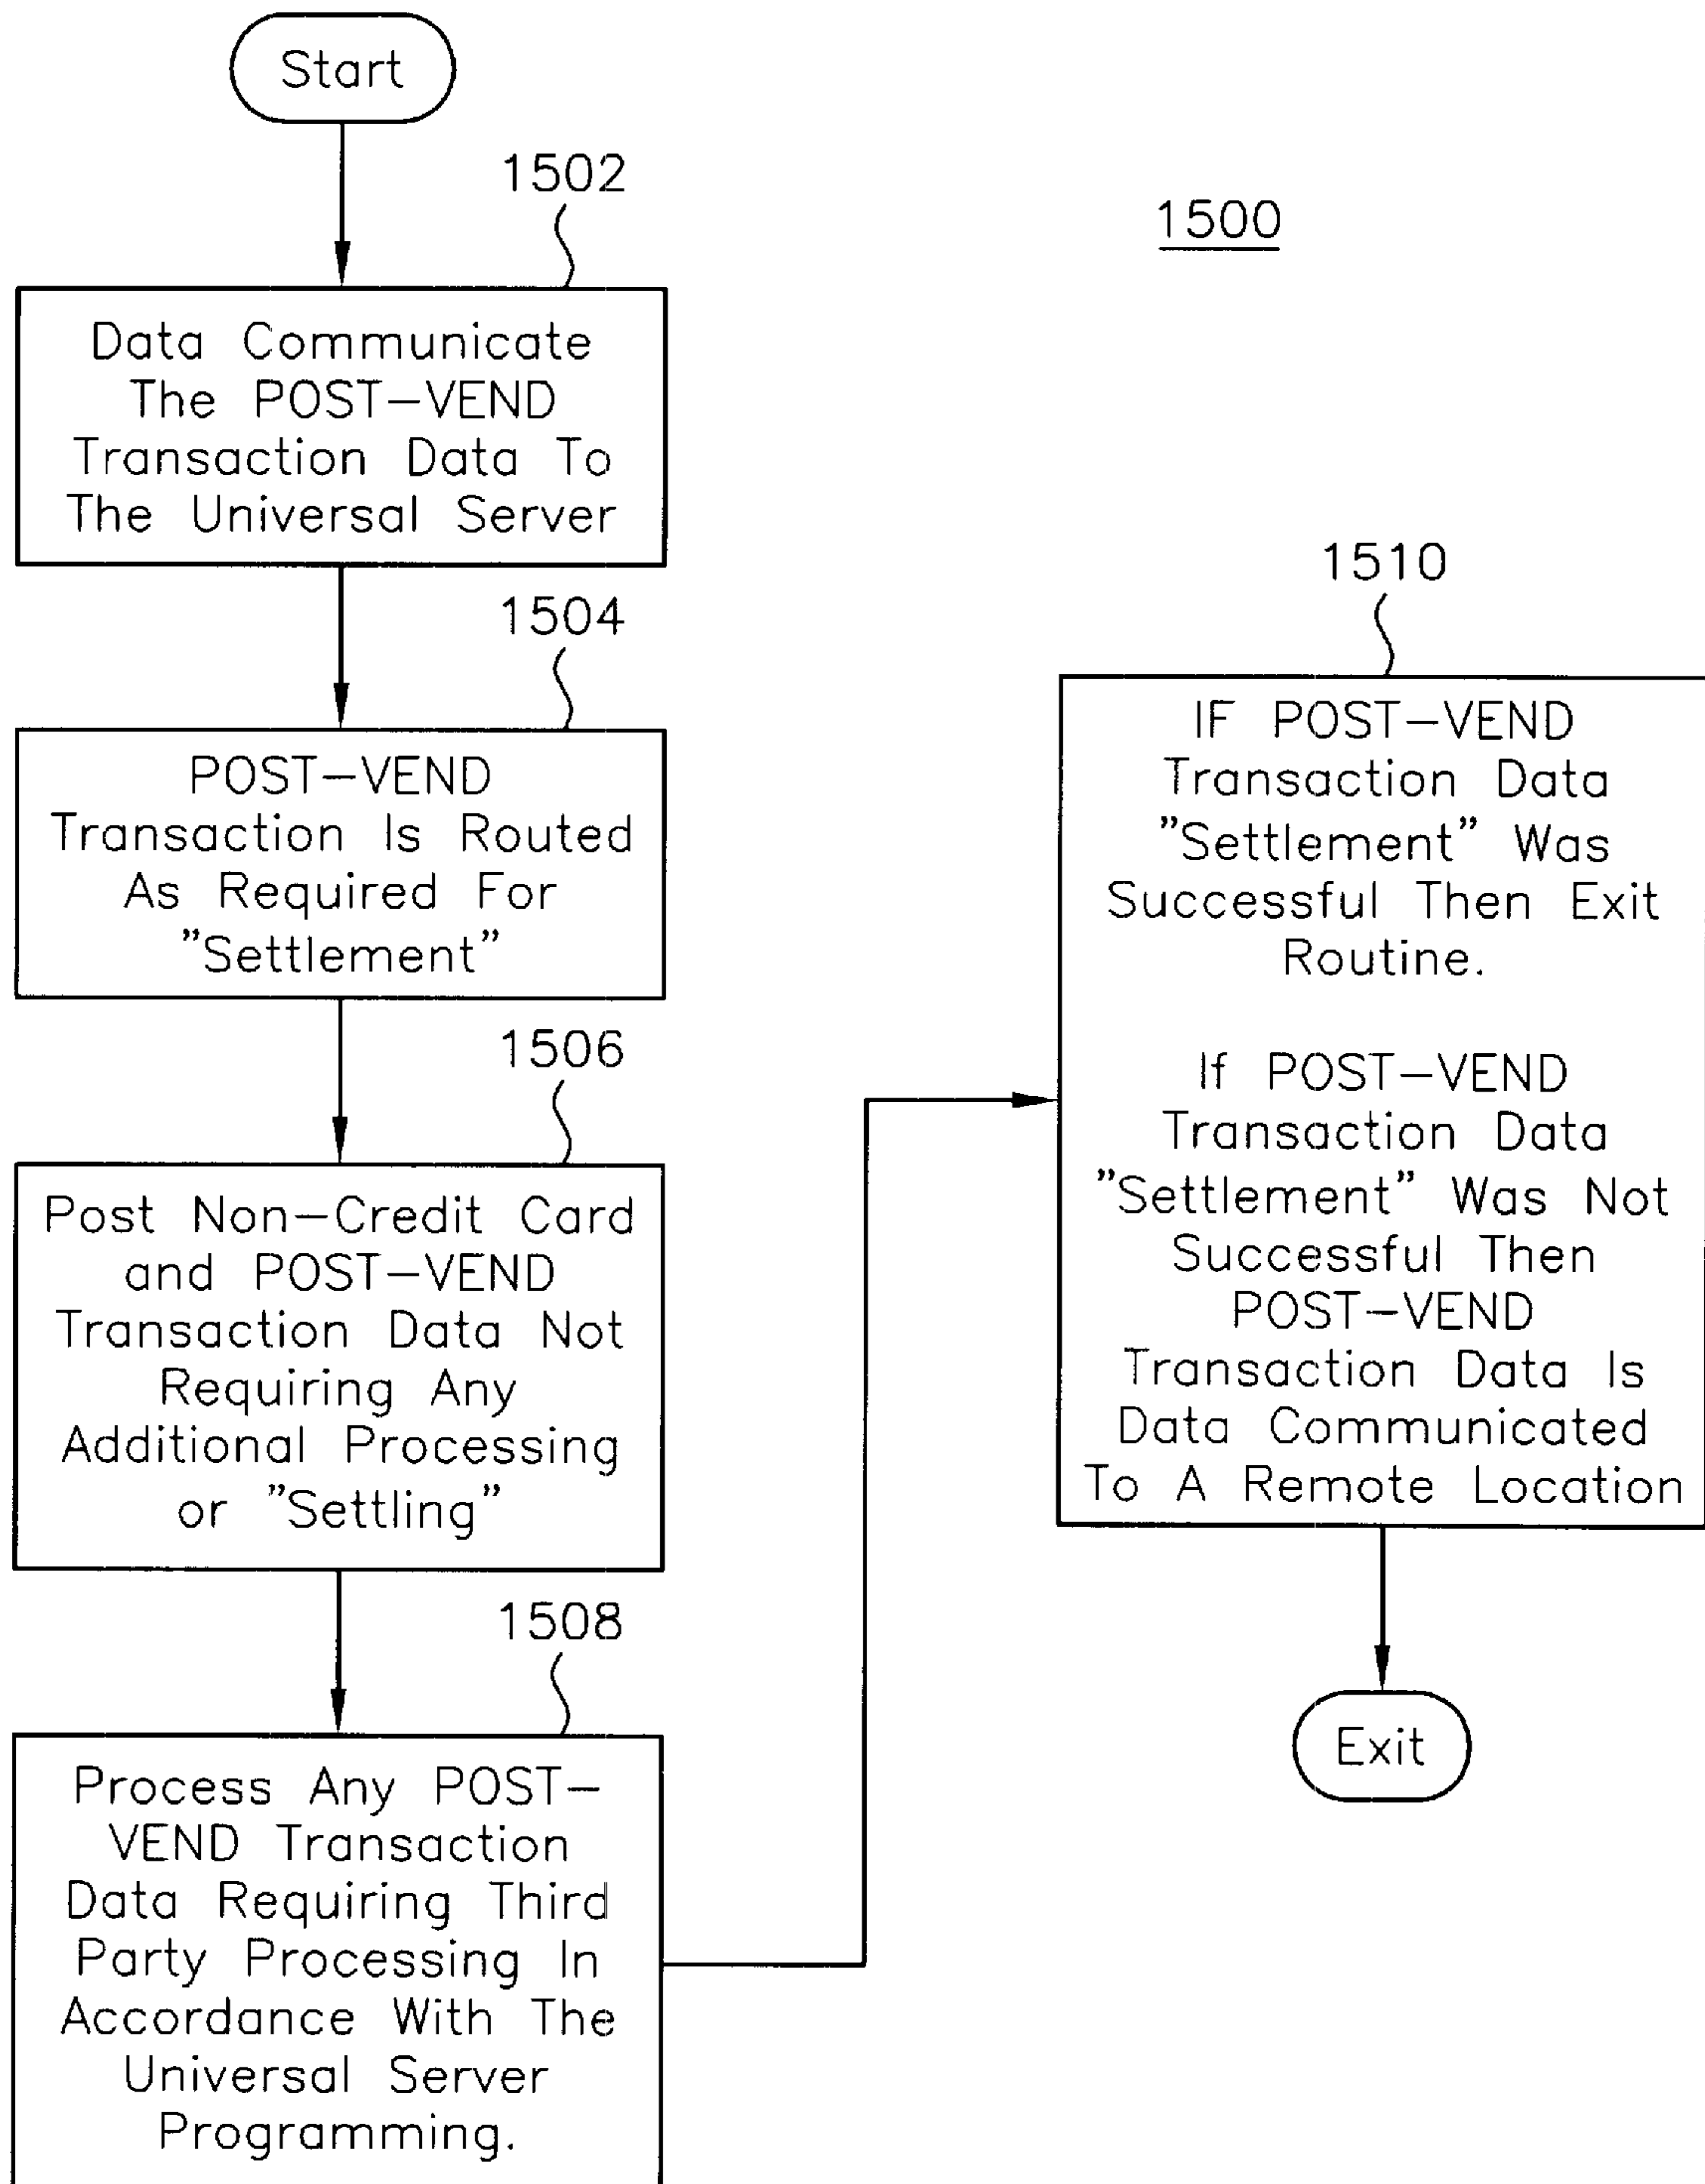 Start
1502
1500
Data Communicate
The POST–VEND
Transaction Data To
The Universal Server
1504
POST–VEND
Transaction Is Routed
As Required For
”Settlement”
1506
Post Non–Credit Card
and POST–VEND
Transaction Data Not
Requiring Any
Additional Processing
or ”Settling”
1508
Process Any POST–
VEND Transaction
Data Requiring Third
Party Processing In
Accordance With The
Universal Server
Programming.
1510
IF POST–VEND
Transaction Data
”Settlement” Was
Successful Then Exit
Routine.
If POST–VEND
Transaction Data
”Settlement” Was Not
Successful Then
POST–VEND
Transaction Data Is
Data Communicated
To A Remote Location
Exit